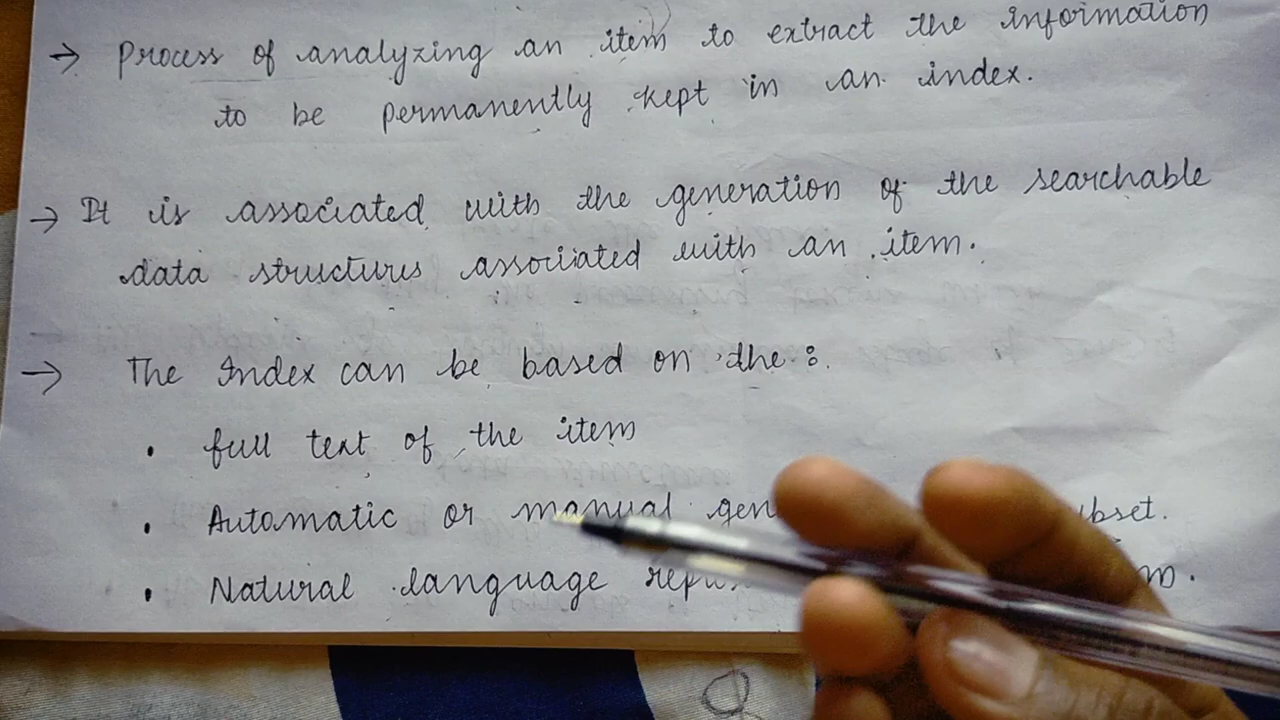 → Process of analyzing an item to extract the information
to be permanently kept in an index.
→ It is associated with the generation of the searchable
data structures associated with an item.
→ The Index can be based on the :
• full text of the item
• Automatic or manual
• Natural language